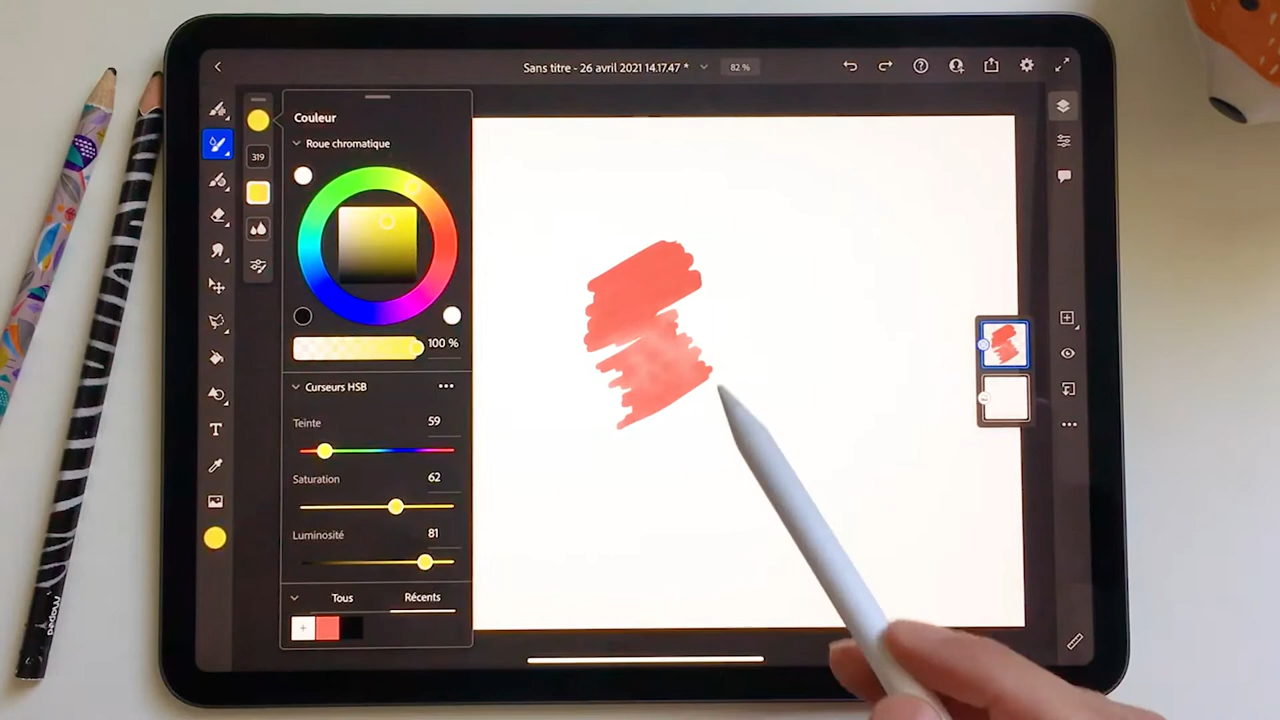 Sans titre - 26 avril 2021 14.17.47 *
82 %
Couleur
319
Roue chromatique
100 %
Curseurs HSB
Teinte
59
Saturation
62
Luminosité
81
Tous
Récents
T
Maped